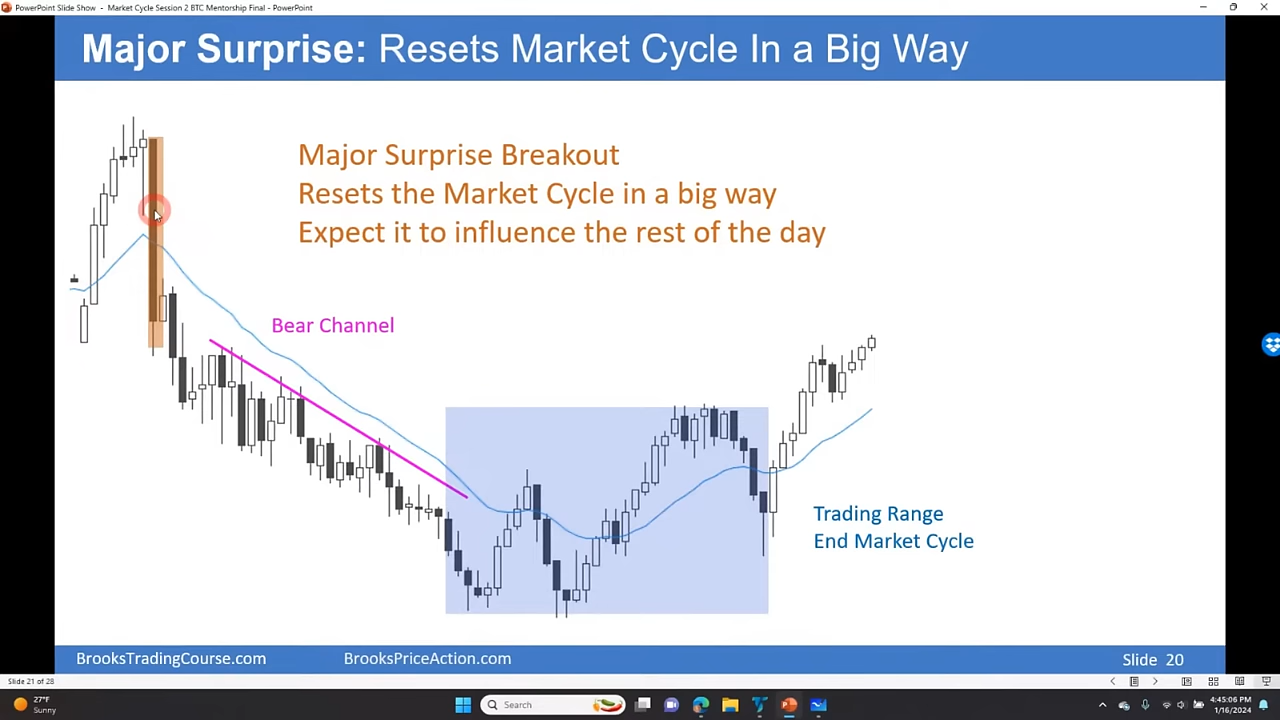 PowerPoint Slide Show - Market Cycle Session 2 BTC Mentorship Final - PowerPoint
Major Surprise: Resets Market Cycle In a Big Way
Major Surprise Breakout
Resets the Market Cycle in a big way
Expect it to influence the rest of the day
Bear Channel
Trading Range
End Market Cycle
BrooksTradingCourse.com
BrooksPriceAction.com
Slide 20
Slide 21 of 28
27°F
Sunny
Search
4:45:06 PM
1/16/2024